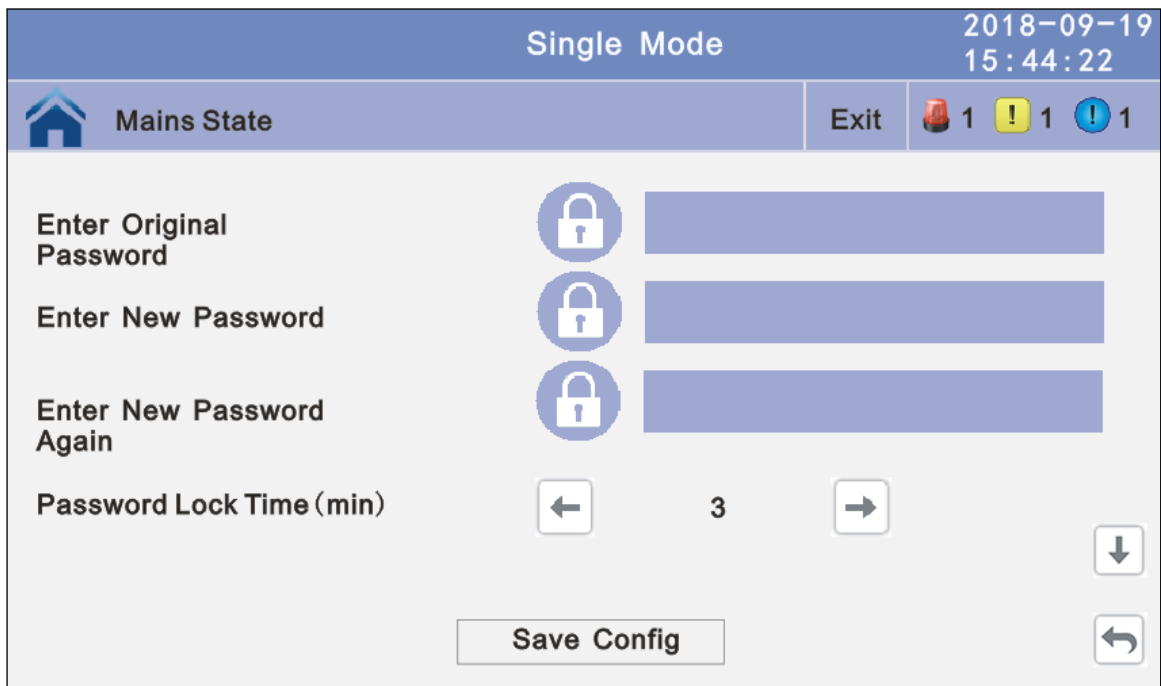 Single Mode
2018-09-19
15:44:22
Mains State
Exit
1
1
1
Enter Original
Password
Enter New Password
Enter New Password
Again
Password Lock Time(min)
3
Save Config